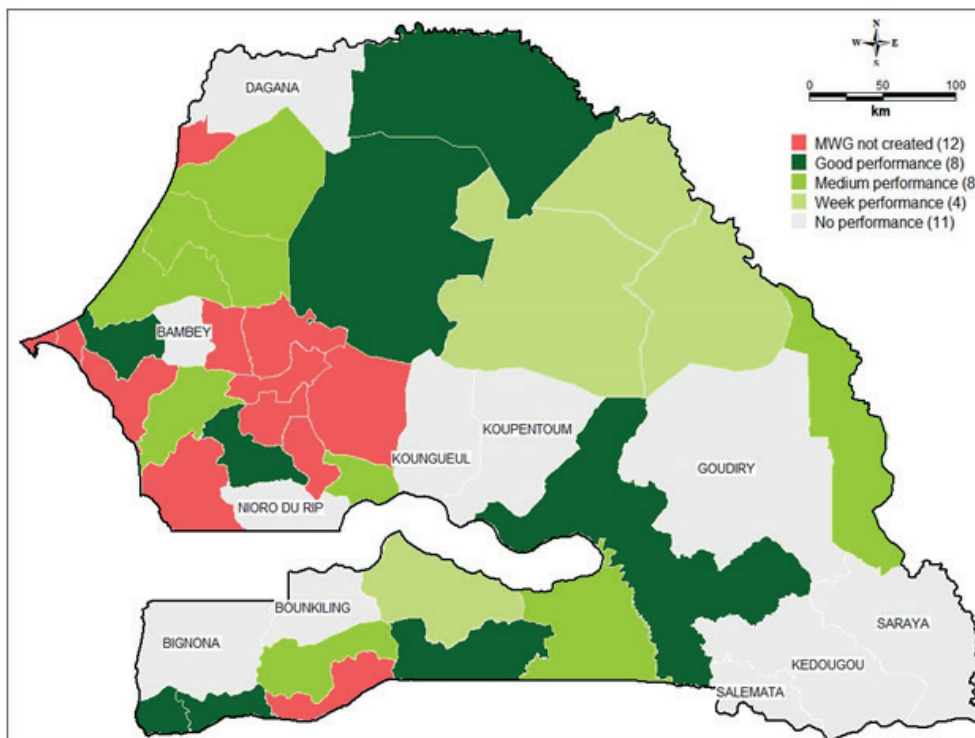 N
W E
S
0 50 100
km
MWG not created (12)
Good performance (8)
Medium performance (8
Week performance (4)
No performance (11)
DAGANA
BAMBEY
KOUPENTOUM
KOUNGUEUL
GOUDIRY
NIORO DU RIP
BOUNKILING
BIGNONA
SARAYA
KEDOUGOU
SALEMATA